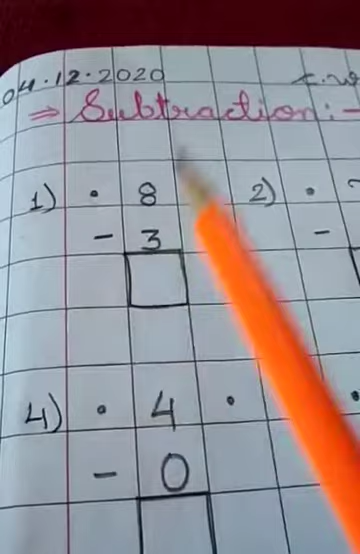 04.12.2020 C.W
⇒ Subtraction:-
1) • 8 2) •
- 3 -
4) • 4 •
- 0